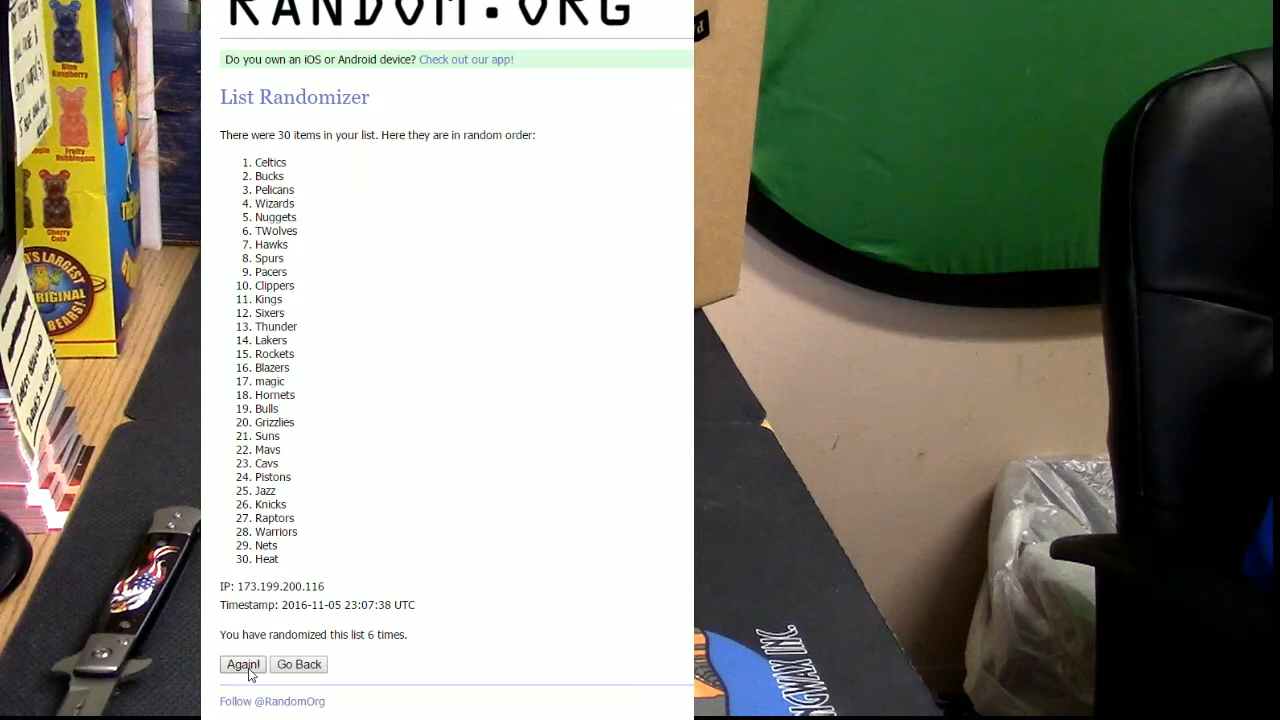 RANDOM.ORG
Do you own an iOS or Android device? Check out our app!
List Randomizer
There were 30 items in your list. Here they are in random order:
1. Celtics
2. Bucks
3. Pelicans
4. Wizards
5. Nuggets
6. TWolves
7. Hawks
8. Spurs
9. Pacers
10. Clippers
11. Kings
12. Sixers
13. Thunder
14. Lakers
15. Rockets
16. Blazers
17. magic
18. Hornets
19. Bulls
20. Grizzlies
21. Suns
22. Mavs
23. Cavs
24. Pistons
25. Jazz
26. Knicks
27. Raptors
28. Warriors
29. Nets
30. Heat
IP: 173.199.200.116
Timestamp: 2016-11-05 23:07:38 UTC
You have randomized this list 6 times.
Again! Go Back
Follow @RandomOrg
Raspberry
Fruity
Bubblegum
Cherry
Cola
ORIGINAL
BEARS!
GWAX INC.